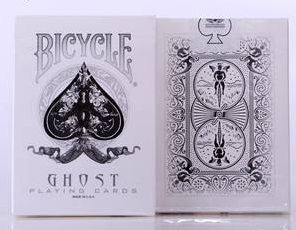 BICYCLE
®
GHOST
PLAYING CARDS
MADE IN U.S.A.